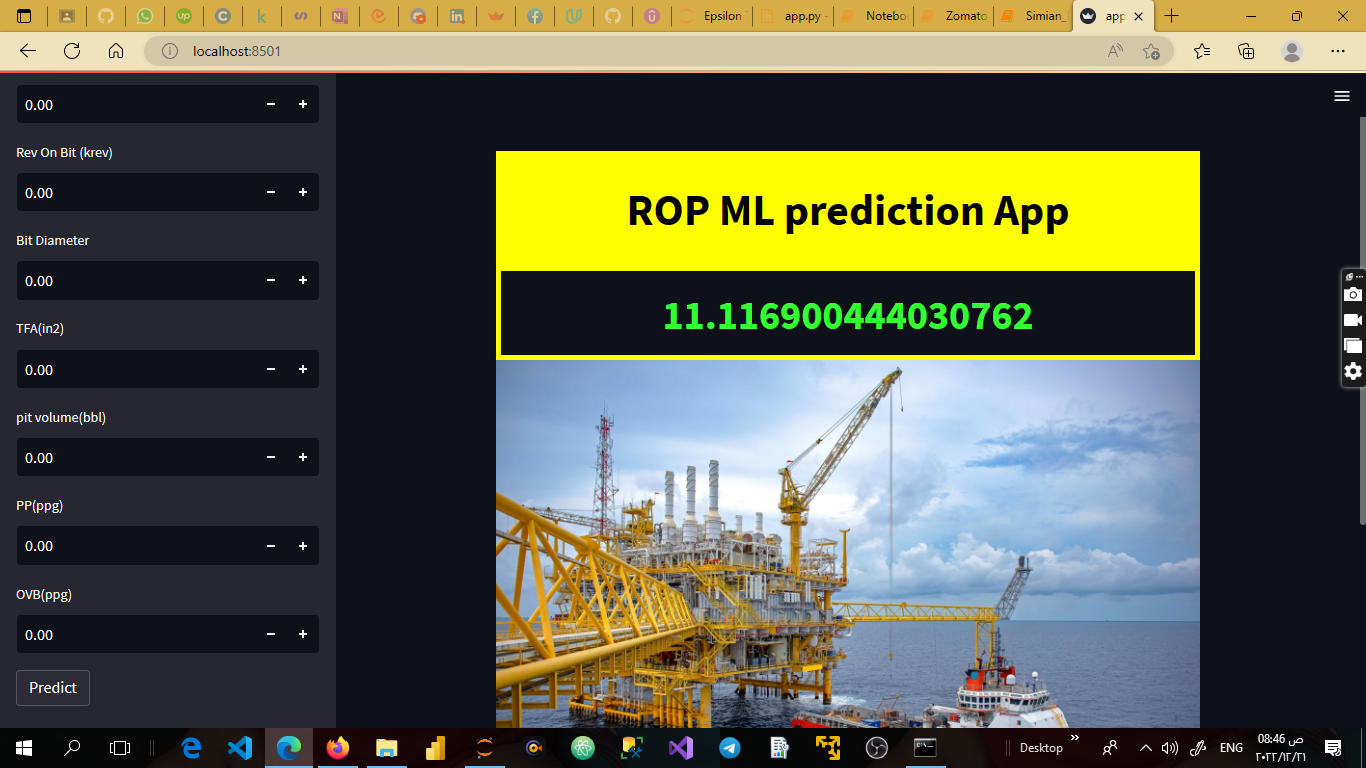 Epsilon
app.py -
Notebo
Zomato
Simian_
app
localhost:8501
0.00
Rev On Bit (krev)
0.00
Bit Diameter
0.00
TFA(in2)
0.00
pit volume(bbl)
0.00
PP(ppg)
0.00
OVB(ppg)
0.00
Predict
ROP ML prediction App
11.116900444030762
Desktop
ENG
08:46 ص
٢٠٢٢/١٢/٢١